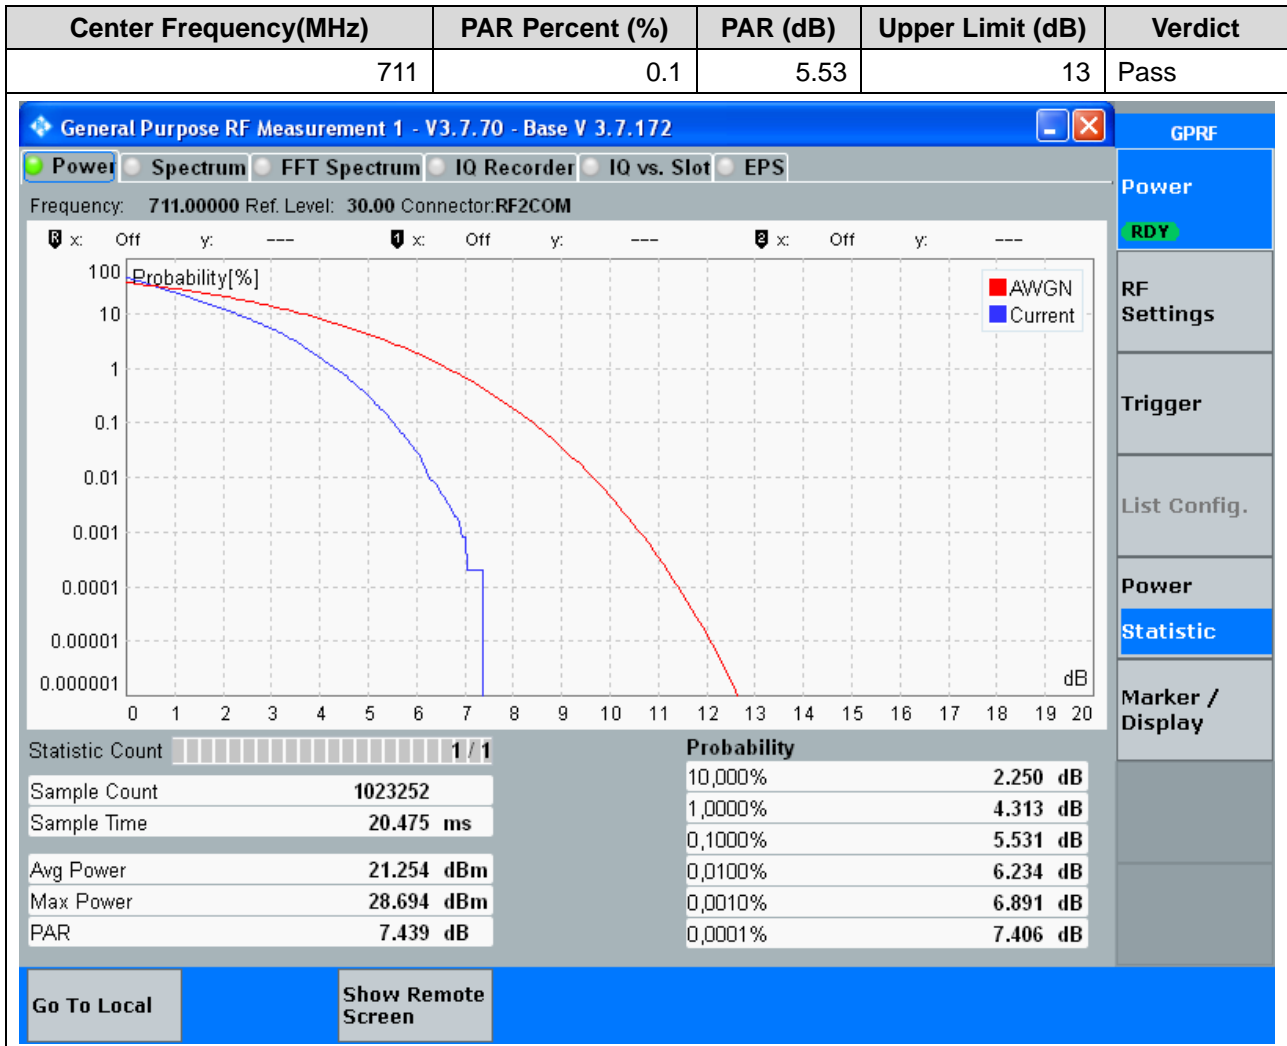 Center Frequency(MHz) PAR Percent (%) PAR (dB) Upper Limit (dB) Verdict
711 0.1 5.53 13 Pass
General Purpose RF Measurement 1 - V3.7.70 - Base V 3.7.172
GPRF
Power Spectrum FFT Spectrum IQ Recorder IQ vs. Slot EPS
Power
RDY
Frequency: 711.00000 Ref. Level: 30.00 Connector:RF2COM
R x: Off y: --- 1 x: Off y: --- 2 x: Off y: ---
100 Probability[%]
AWGN
Current
10
1
0.1
0.01
0.001
0.0001
0.00001
0.000001
dB
0 1 2 3 4 5 6 7 8 9 10 11 12 13 14 15 16 17 18 19 20
RF
Settings
Trigger
List Config.
Power
Statistic
Marker /
Display
Statistic Count 1 / 1
Sample Count 1023252
Sample Time 20.475 ms
Avg Power 21.254 dBm
Max Power 28.694 dBm
PAR 7.439 dB
Probability
10,000% 2.250 dB
1,0000% 4.313 dB
0,1000% 5.531 dB
0,0100% 6.234 dB
0,0010% 6.891 dB
0,0001% 7.406 dB
Go To Local
Show Remote
Screen